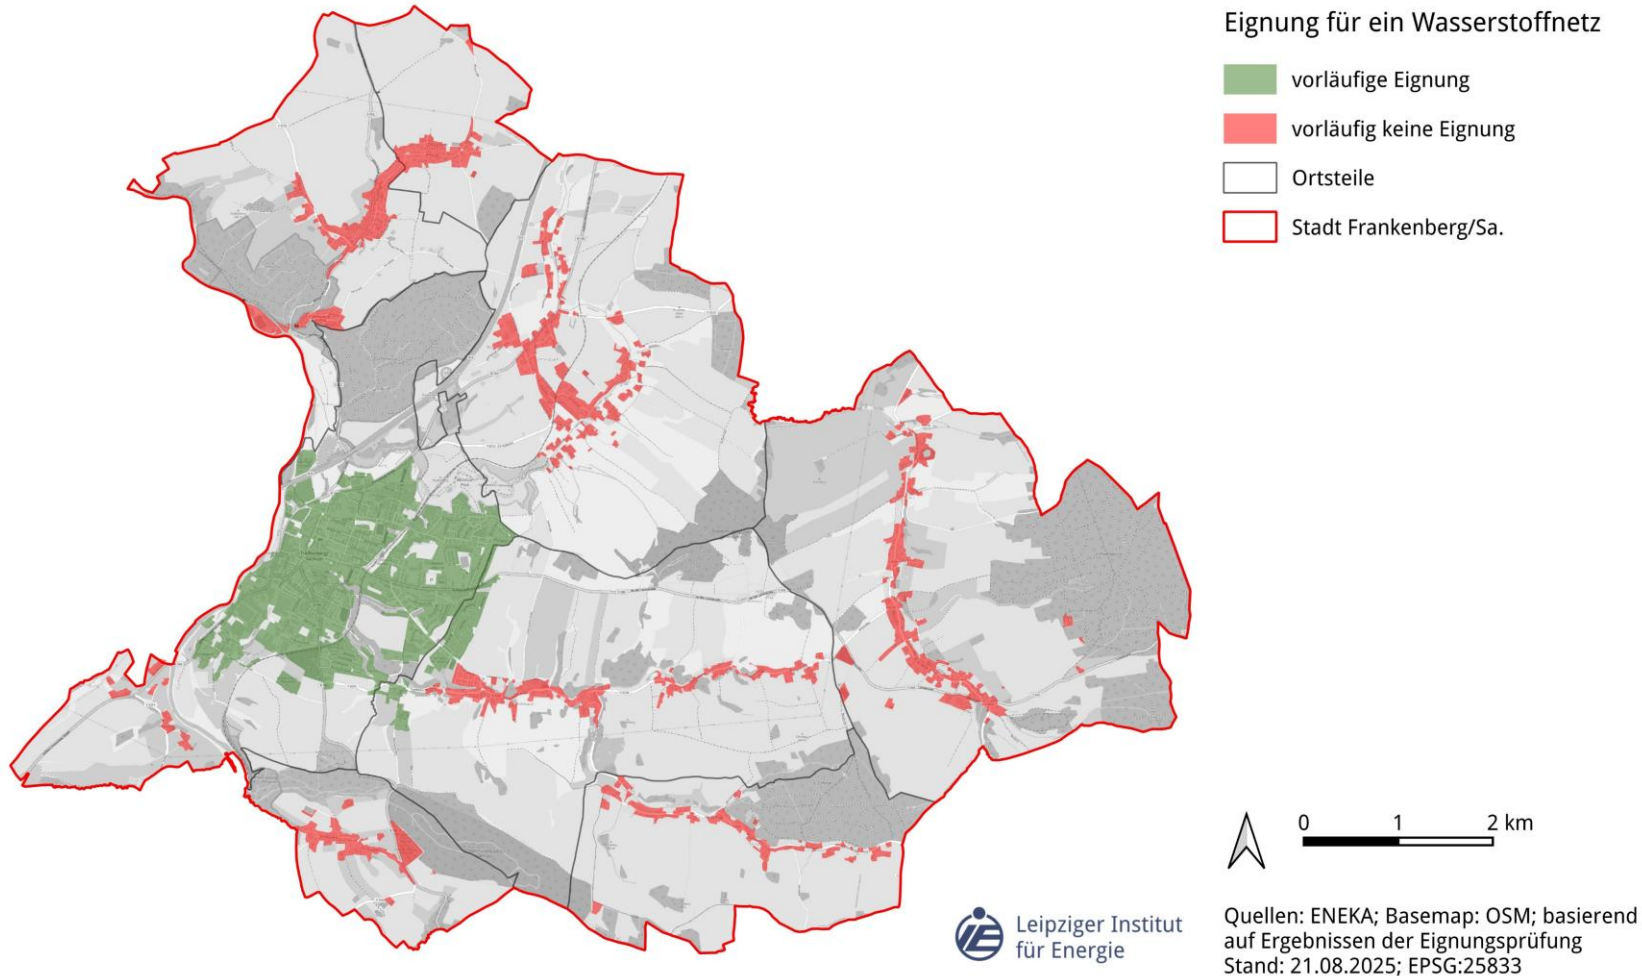 Eignung für ein Wasserstoffnetz
vorläufige Eignung
vorläufig keine Eignung
Ortsteile
Stadt Frankenberg/Sa.
0 1 2 km
Leipziger Institut
für Energie
Quellen: ENEKA; Basemap: OSM; basierend
auf Ergebnissen der Eignungsprüfung
Stand: 21.08.2025; EPSG:25833